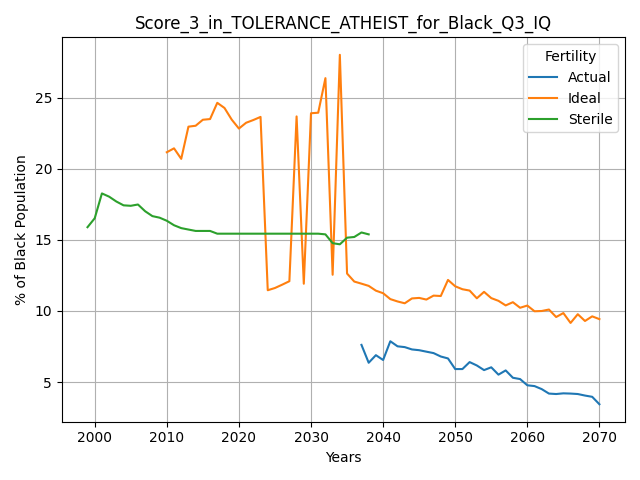 Score_3_in_TOLERANCE_ATHEIST_for_Black_Q3_IQ
Fertility
Actual
Ideal
Sterile
% of Black Population
25
20
15
10
5
2000 2010 2020 2030 2040 2050 2060 2070
Years